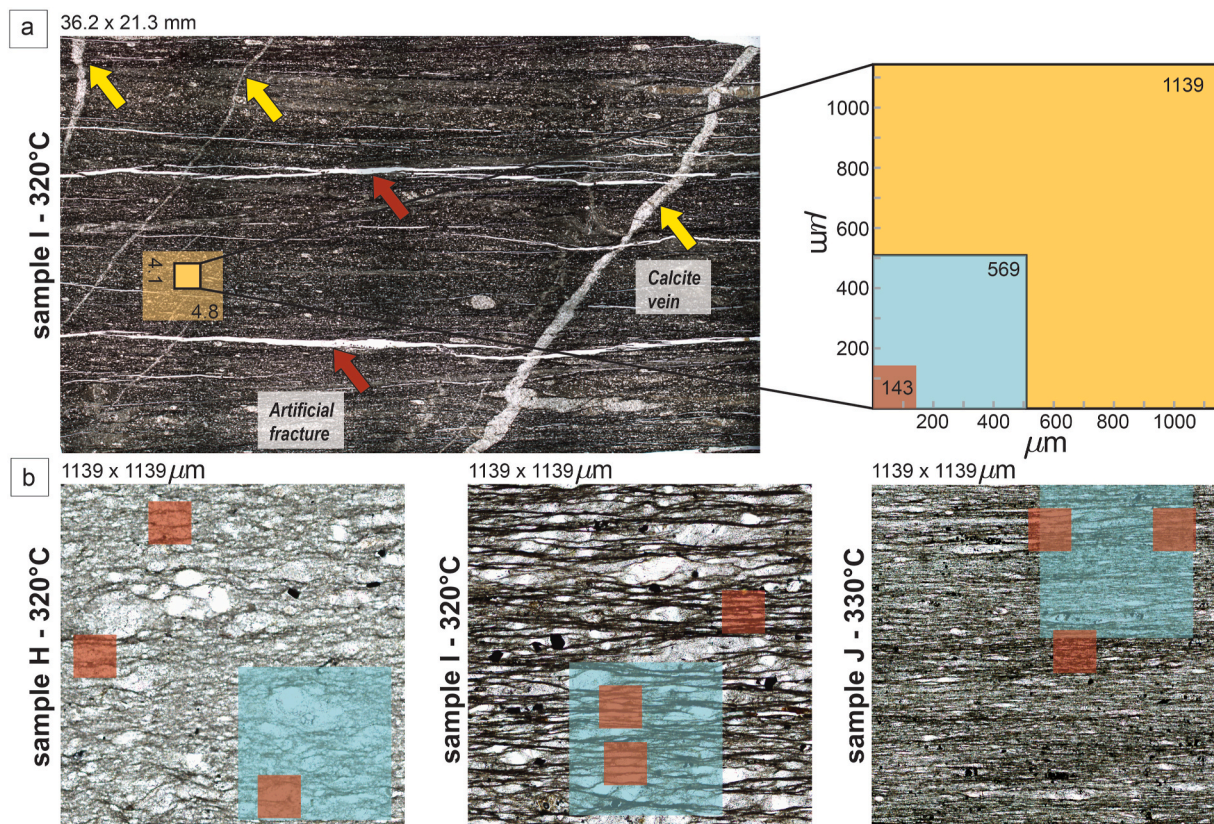 a
36.2 x 21.3 mm
sample I - 320°C
4.1
4.8
Calcite
vein
Artificial
fracture
1139
569
143
1000
800
600
400
200
μm
200
400
600
800
1000
μm
b
1139 x 1139 μm
1139 x 1139 μm
1139 x 1139 μm
sample H - 320°C
sample I - 320°C
sample J - 330°C